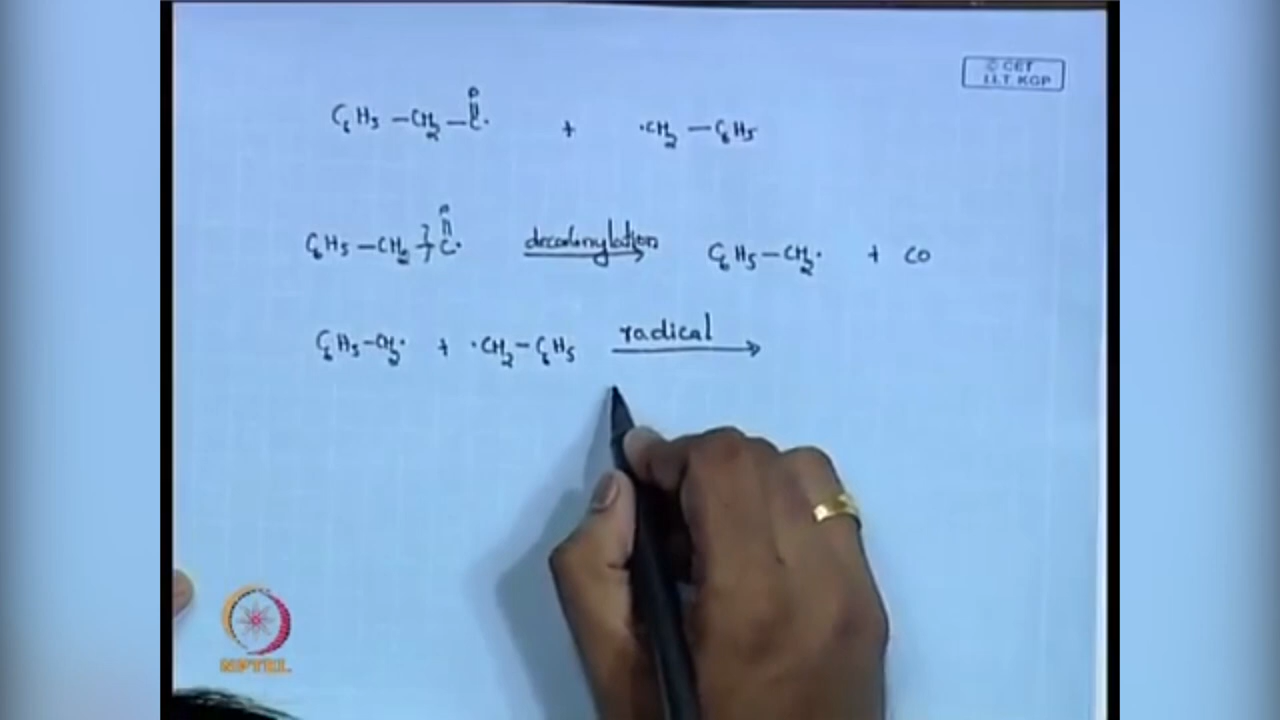 © CET
I.I.T. KGP
C6H5 –CH2 –C(=O)· + ·CH2 –C6H5
C6H5 –CH2 –C(=O)· decarbonylation → C6H5 –CH2· + CO
C6H5 –CH2· + ·CH2 –C6H5 radical →
NPTEL